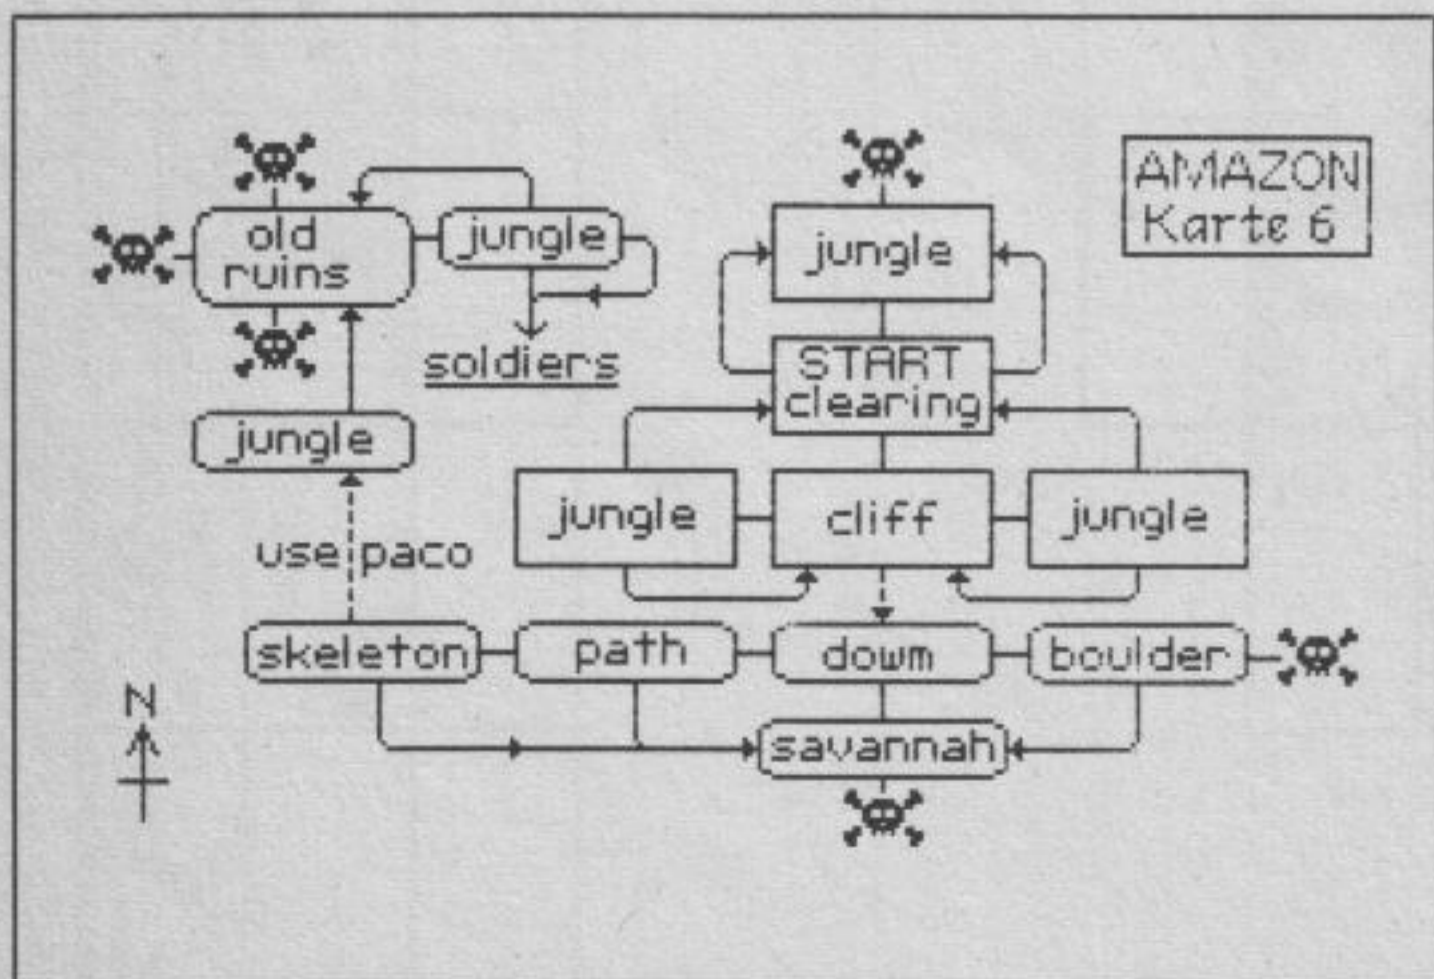 AMAZON
Karte 6
old
ruins
jungle
jungle
soldiers
START
clearing
jungle
jungle
cliff
jungle
use paco
skeleton
path
dowm
boulder
savannah
N